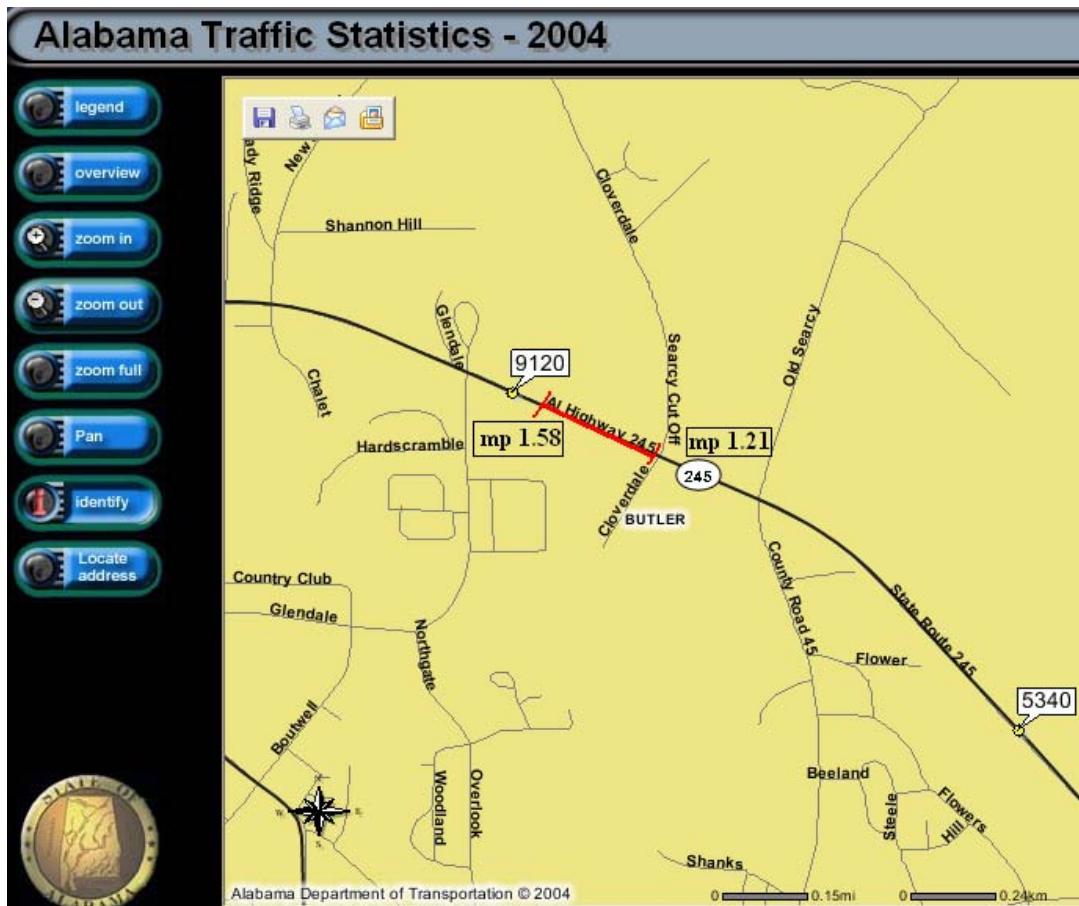 Alabama Traffic Statistics - 2004
legend
overview
zoom in
zoom out
zoom full
Pan
identify
Locate
address
ady Ridge
New
Shannon Hill
Cloverdale
Glendale
Chalet
9120
Al Highway 245
Searcy Cut Off
Old Searcy
mp 1.58
mp 1.21
Hardscramble
245
Cloverdale
BUTLER
Country Club
Glendale
Northgate
County Road 45
State Route 245
Flower
5340
Boutwell
Woodland
Overlook
Beeland
Steele
Flowers
Hill
Shanks
W.
E.
S.
STATE OF
ALABAMA
Alabama Department of Transportation © 2004
0 0.15mi 0 0.24km